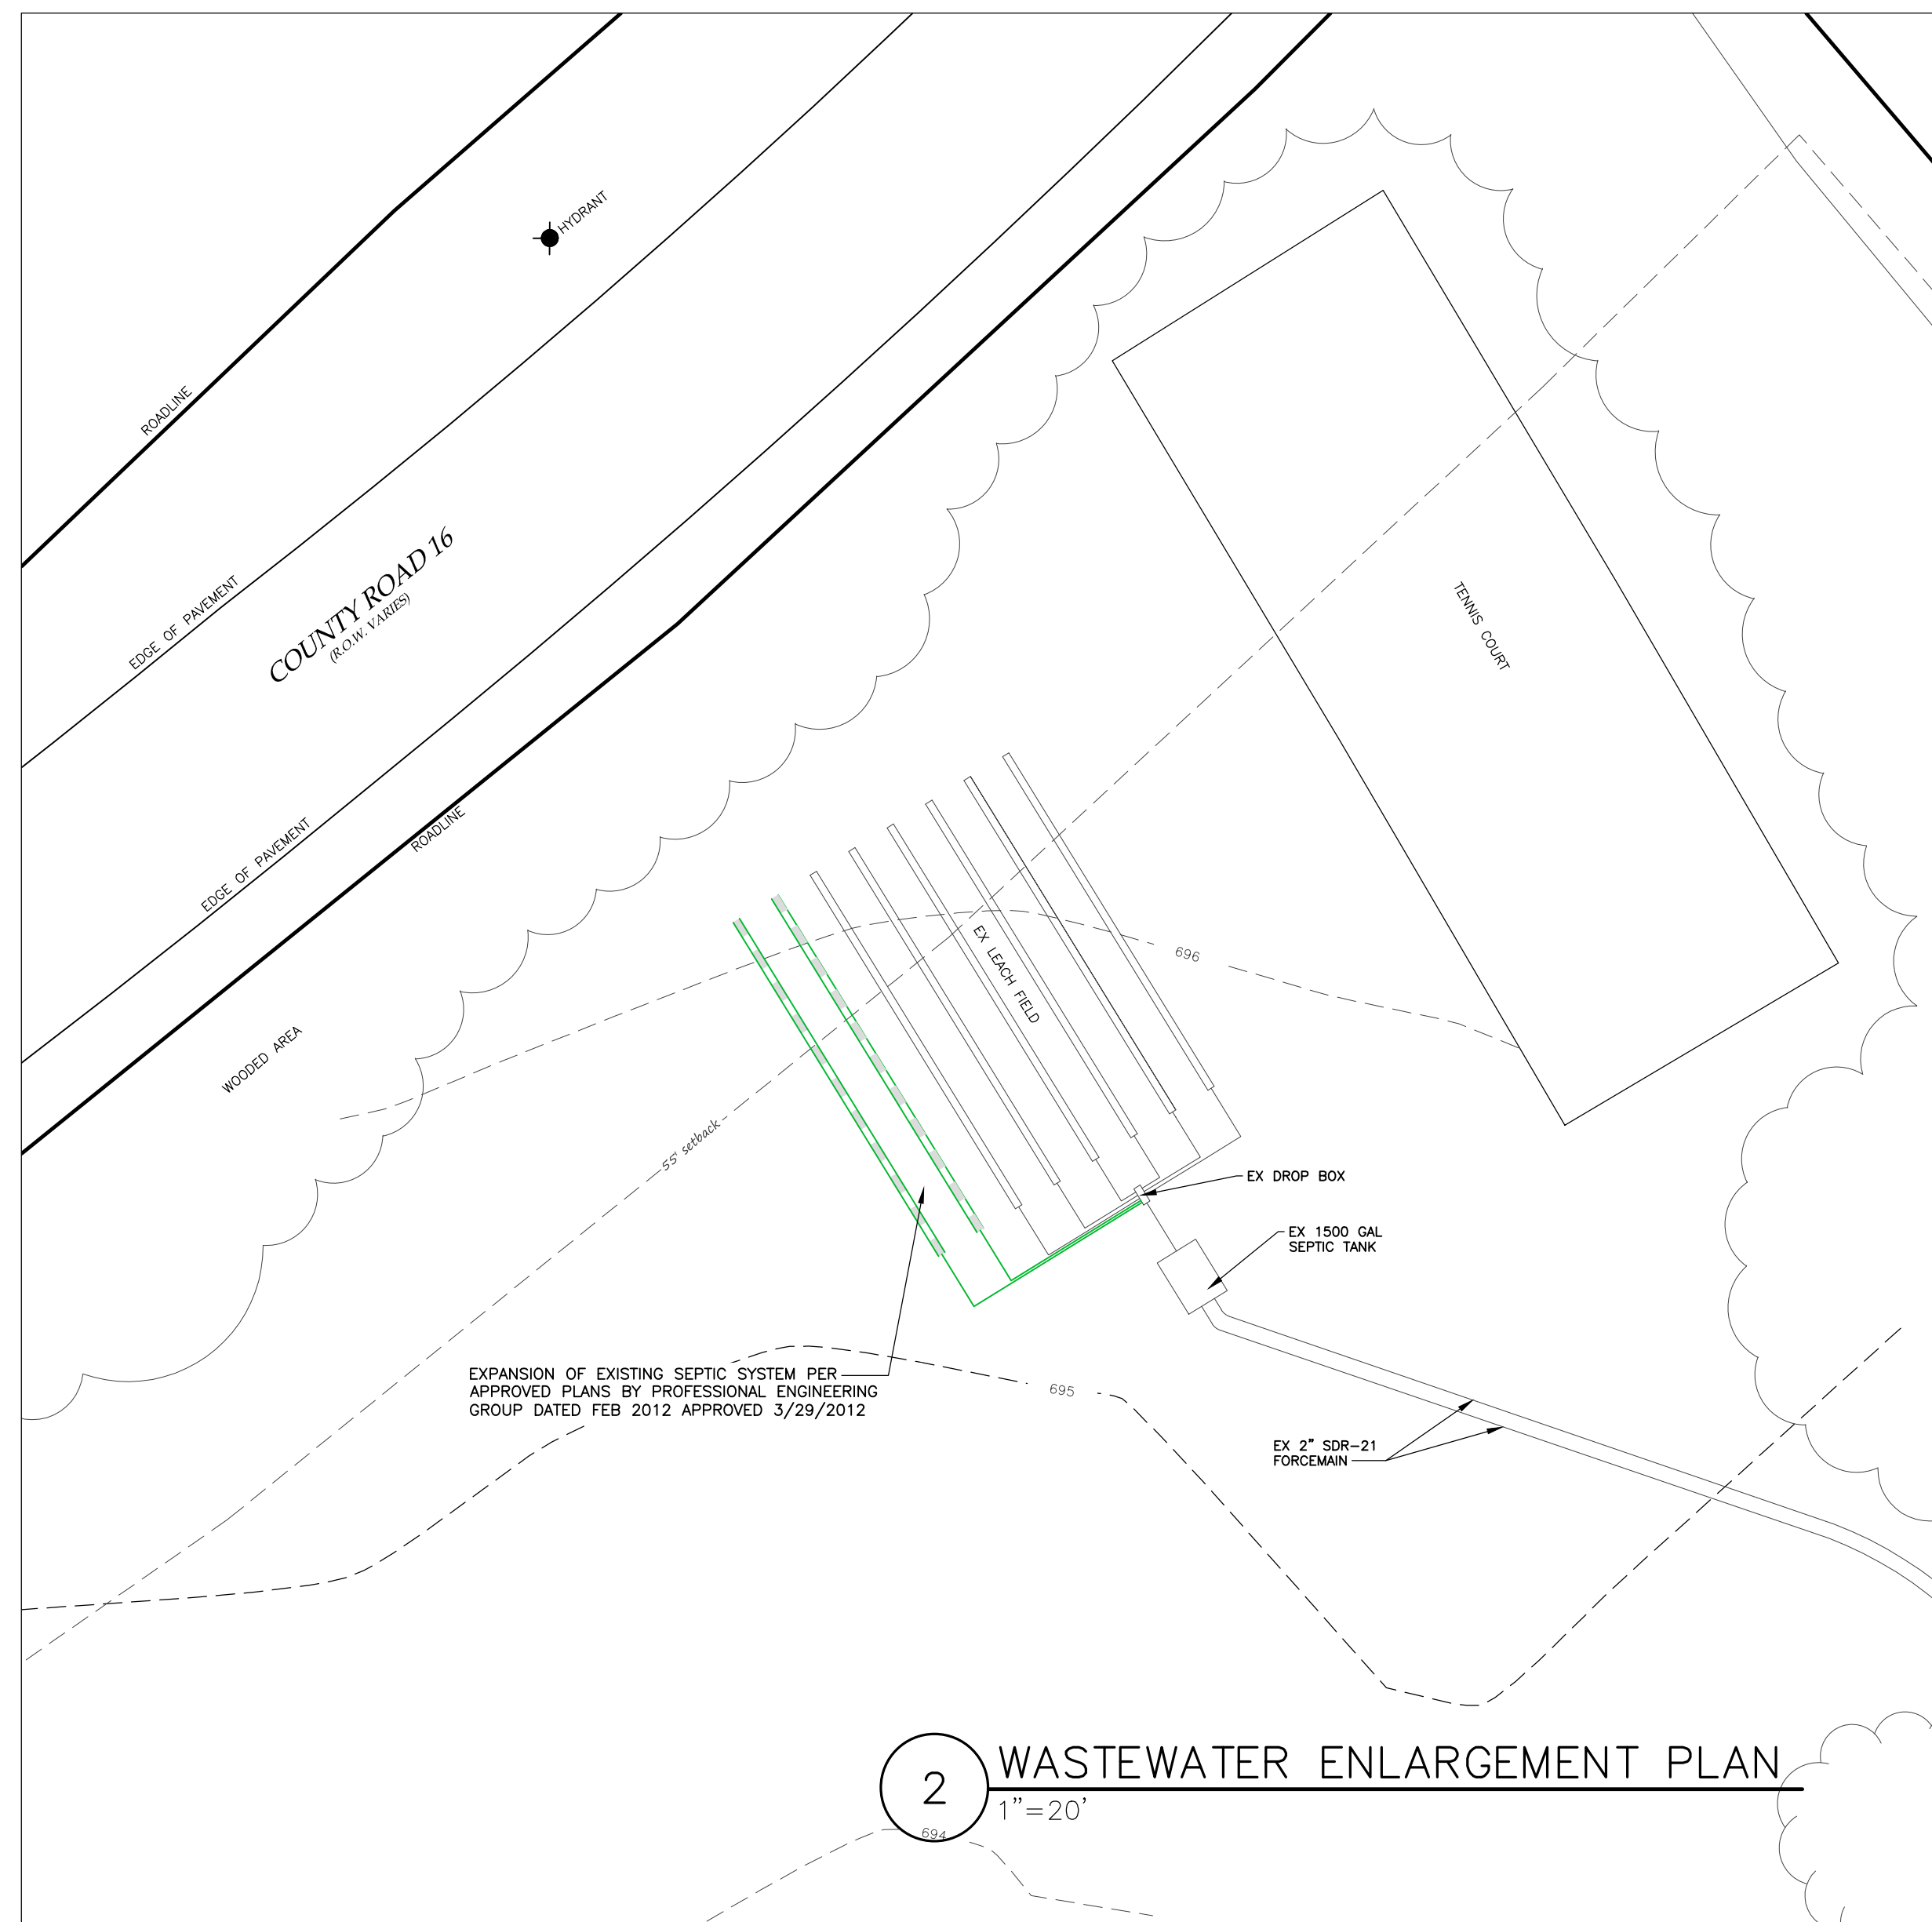 HYDRANT
ROADLINE
EDGE OF PAVEMENT
COUNTY ROAD 16
(R.O.W. VARIES)
TENNIS COURT
EDGE OF PAVEMENT
ROADLINE
WOODED AREA
EX LEACH FIELD
696
55' setback
EX DROP BOX
EX 1500 GAL
SEPTIC TANK
EXPANSION OF EXISTING SEPTIC SYSTEM PER
APPROVED PLANS BY PROFESSIONAL ENGINEERING
GROUP DATED FEB 2012 APPROVED 3/29/2012
695
EX 2" SDR-21
FORCEMAIN
2
WASTEWATER ENLARGEMENT PLAN
1"=20'
694